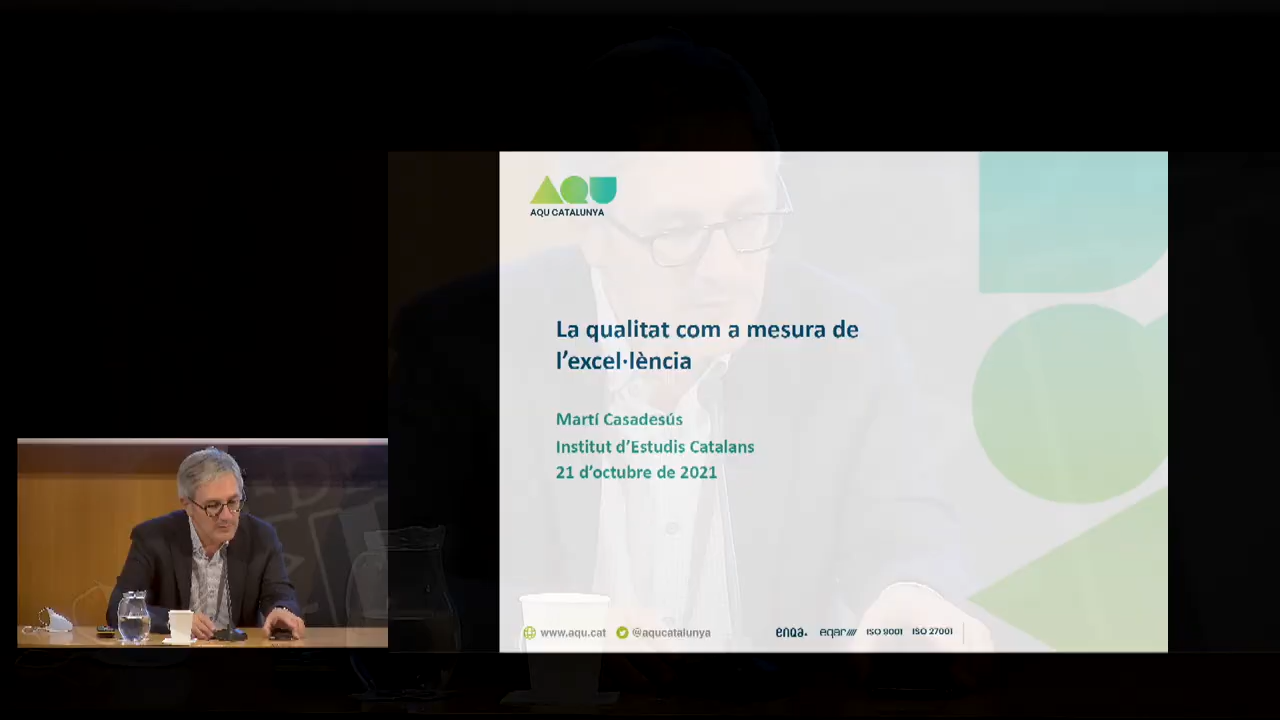 AQU
AQU CATALUNYA
La qualitat com a mesura de
l'excel·lència
Martí Casadesús
Institut d'Estudis Catalans
21 d'octubre de 2021
www.aqu.cat @aqucatalunya enqa. eqar/// ISO 9001 ISO 27001